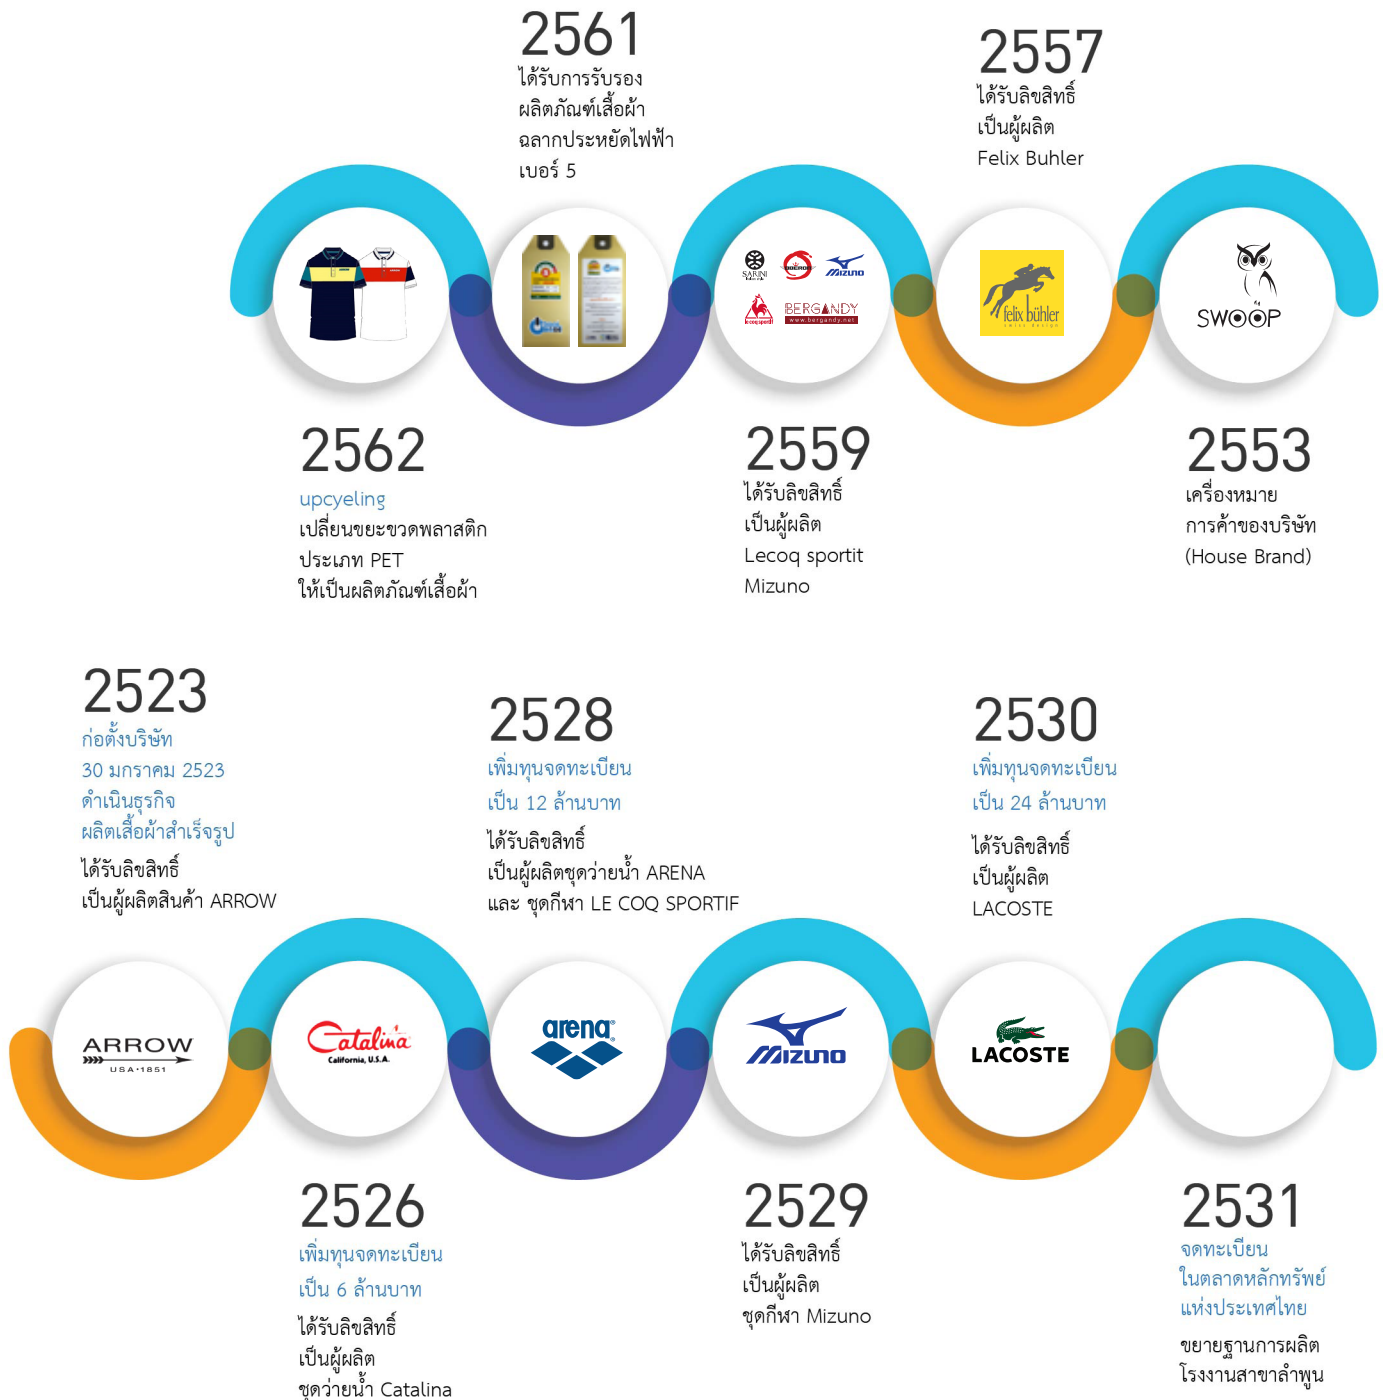 2561
ได้รับการรับรอง
ผลิตภัณฑ์เสื้อผ้า
ฉลากประหยัดไฟฟ้า
เบอร์ 5
2557
ได้รับลิขสิทธิ์
เป็นผู้ผลิต
Felix Buhler
SARINI
MIZUNO
le coq sportif
BERGANDY
www.bergandy.net
felix bühler
swiss design
SWOOP
2562
upcyeling
เปลี่ยนขยะขวดพลาสติก
ประเภท PET
ให้เป็นผลิตภัณฑ์เสื้อผ้า
2559
ได้รับลิขสิทธิ์
เป็นผู้ผลิต
Lecoq sportit
Mizuno
2553
เครื่องหมาย
การค้าของบริษัท
(House Brand)
2523
ก่อตั้งบริษัท
30 มกราคม 2523
ดำเนินธุรกิจ
ผลิตเสื้อผ้าสำเร็จรูป
ได้รับลิขสิทธิ์
เป็นผู้ผลิตสินค้า ARROW
2528
เพิ่มทุนจดทะเบียน
เป็น 12 ล้านบาท
ได้รับลิขสิทธิ์
เป็นผู้ผลิตชุดว่ายน้ำ ARENA
และ ชุดกีฬา LE COQ SPORTIF
2530
เพิ่มทุนจดทะเบียน
เป็น 24 ล้านบาท
ได้รับลิขสิทธิ์
เป็นผู้ผลิต
LACOSTE
ARROW
USA•1851
Catalina
California, U.S.A.
arena®
MIZUNO
LACOSTE
2526
เพิ่มทุนจดทะเบียน
เป็น 6 ล้านบาท
ได้รับลิขสิทธิ์
เป็นผู้ผลิต
ชุดว่ายน้ำ Catalina
2529
ได้รับลิขสิทธิ์
เป็นผู้ผลิต
ชุดกีฬา Mizuno
2531
จดทะเบียน
ในตลาดหลักทรัพย์
แห่งประเทศไทย
ขยายฐานการผลิต
โรงงานสาขาลำพูน